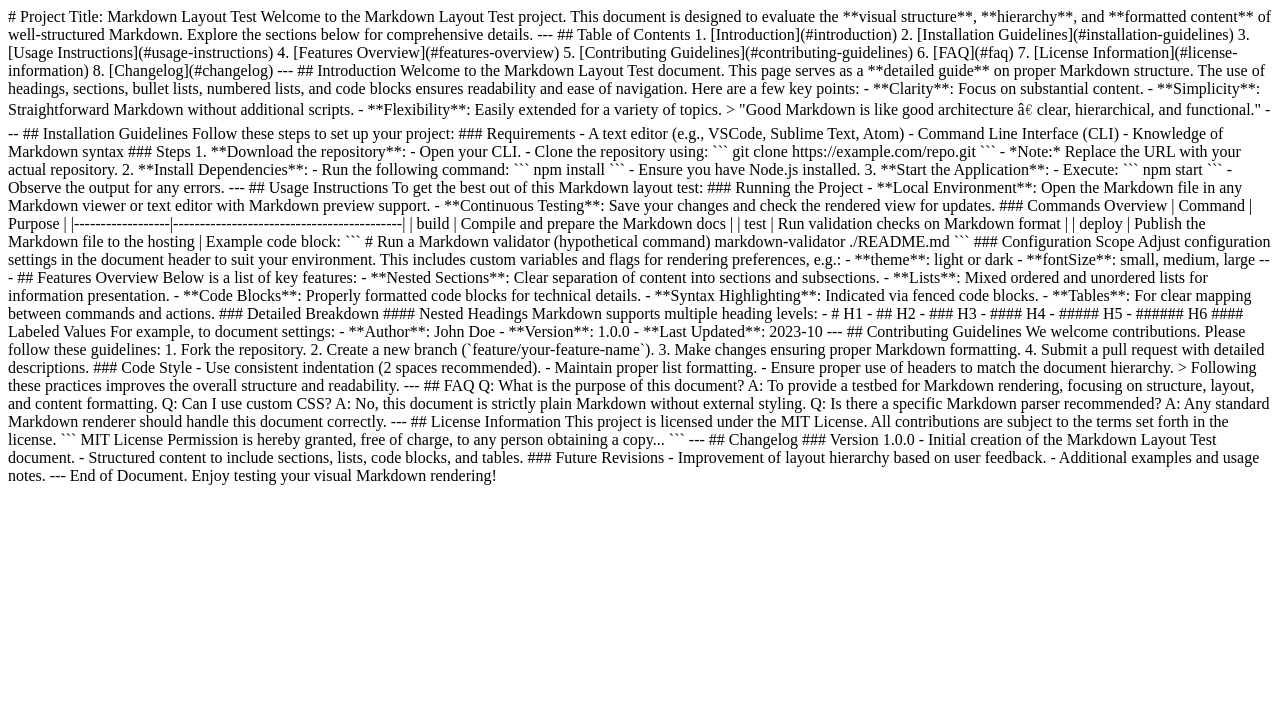 # Project Title: Markdown Layout Test Welcome to the Markdown Layout Test project. This document is designed to evaluate the **visual structure**, **hierarchy**, and **formatted content** of
well-structured Markdown. Explore the sections below for comprehensive details. --- ## Table of Contents 1. [Introduction](#introduction) 2. [Installation Guidelines](#installation-guidelines) 3.
[Usage Instructions](#usage-instructions) 4. [Features Overview](#features-overview) 5. [Contributing Guidelines](#contributing-guidelines) 6. [FAQ](#faq) 7. [License Information](#license-
information) 8. [Changelog](#changelog) --- ## Introduction Welcome to the Markdown Layout Test document. This page serves as a **detailed guide** on proper Markdown structure. The use of
headings, sections, bullet lists, numbered lists, and code blocks ensures readability and ease of navigation. Here are a few key points: - **Clarity**: Focus on substantial content. - **Simplicity**:
Straightforward Markdown without additional scripts. - **Flexibility**: Easily extended for a variety of topics. > "Good Markdown is like good architecture â€ clear, hierarchical, and functional." -
-- ## Installation Guidelines Follow these steps to set up your project: ### Requirements - A text editor (e.g., VSCode, Sublime Text, Atom) - Command Line Interface (CLI) - Knowledge of
Markdown syntax ### Steps 1. **Download the repository**: - Open your CLI. - Clone the repository using: ``` git clone https://example.com/repo.git ``` - *Note:* Replace the URL with your
actual repository. 2. **Install Dependencies**: - Run the following command: ``` npm install ``` - Ensure you have Node.js installed. 3. **Start the Application**: - Execute: ``` npm start ``` -
Observe the output for any errors. --- ## Usage Instructions To get the best out of this Markdown layout test: ### Running the Project - **Local Environment**: Open the Markdown file in any
Markdown viewer or text editor with Markdown preview support. - **Continuous Testing**: Save your changes and check the rendered view for updates. ### Commands Overview | Command |
Purpose | |------------------|-------------------------------------------| | build | Compile and prepare the Markdown docs | | test | Run validation checks on Markdown format | | deploy | Publish the
Markdown file to the hosting | Example code block: ``` # Run a Markdown validator (hypothetical command) markdown-validator ./README.md ``` ### Configuration Scope Adjust configuration
settings in the document header to suit your environment. This includes custom variables and flags for rendering preferences, e.g.: - **theme**: light or dark - **fontSize**: small, medium, large --
- ## Features Overview Below is a list of key features: - **Nested Sections**: Clear separation of content into sections and subsections. - **Lists**: Mixed ordered and unordered lists for
information presentation. - **Code Blocks**: Properly formatted code blocks for technical details. - **Syntax Highlighting**: Indicated via fenced code blocks. - **Tables**: For clear mapping
between commands and actions. ### Detailed Breakdown #### Nested Headings Markdown supports multiple heading levels: - # H1 - ## H2 - ### H3 - #### H4 - ##### H5 - ###### H6 ####
Labeled Values For example, to document settings: - **Author**: John Doe - **Version**: 1.0.0 - **Last Updated**: 2023-10 --- ## Contributing Guidelines We welcome contributions. Please
follow these guidelines: 1. Fork the repository. 2. Create a new branch (`feature/your-feature-name`). 3. Make changes ensuring proper Markdown formatting. 4. Submit a pull request with detailed
descriptions. ### Code Style - Use consistent indentation (2 spaces recommended). - Maintain proper list formatting. - Ensure proper use of headers to match the document hierarchy. > Following
these practices improves the overall structure and readability. --- ## FAQ Q: What is the purpose of this document? A: To provide a testbed for Markdown rendering, focusing on structure, layout,
and content formatting. Q: Can I use custom CSS? A: No, this document is strictly plain Markdown without external styling. Q: Is there a specific Markdown parser recommended? A: Any standard
Markdown renderer should handle this document correctly. --- ## License Information This project is licensed under the MIT License. All contributions are subject to the terms set forth in the
license. ``` MIT License Permission is hereby granted, free of charge, to any person obtaining a copy... ``` --- ## Changelog ### Version 1.0.0 - Initial creation of the Markdown Layout Test
document. - Structured content to include sections, lists, code blocks, and tables. ### Future Revisions - Improvement of layout hierarchy based on user feedback. - Additional examples and usage
notes. --- End of Document. Enjoy testing your visual Markdown rendering!